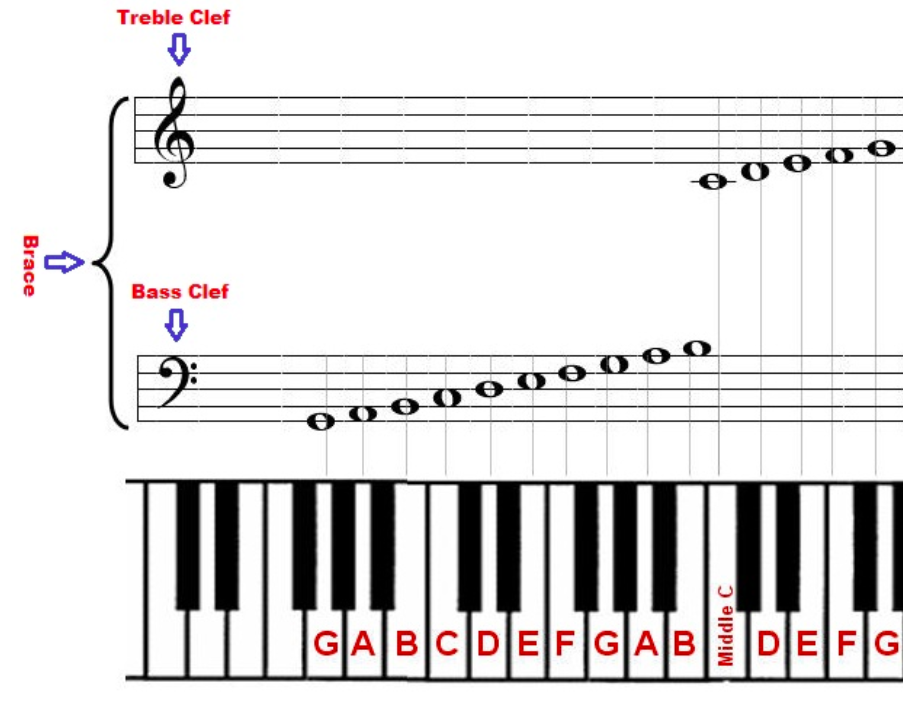 Treble Clef
Brace
Bass Clef
G A B C D E F G A B Middle C D E F G